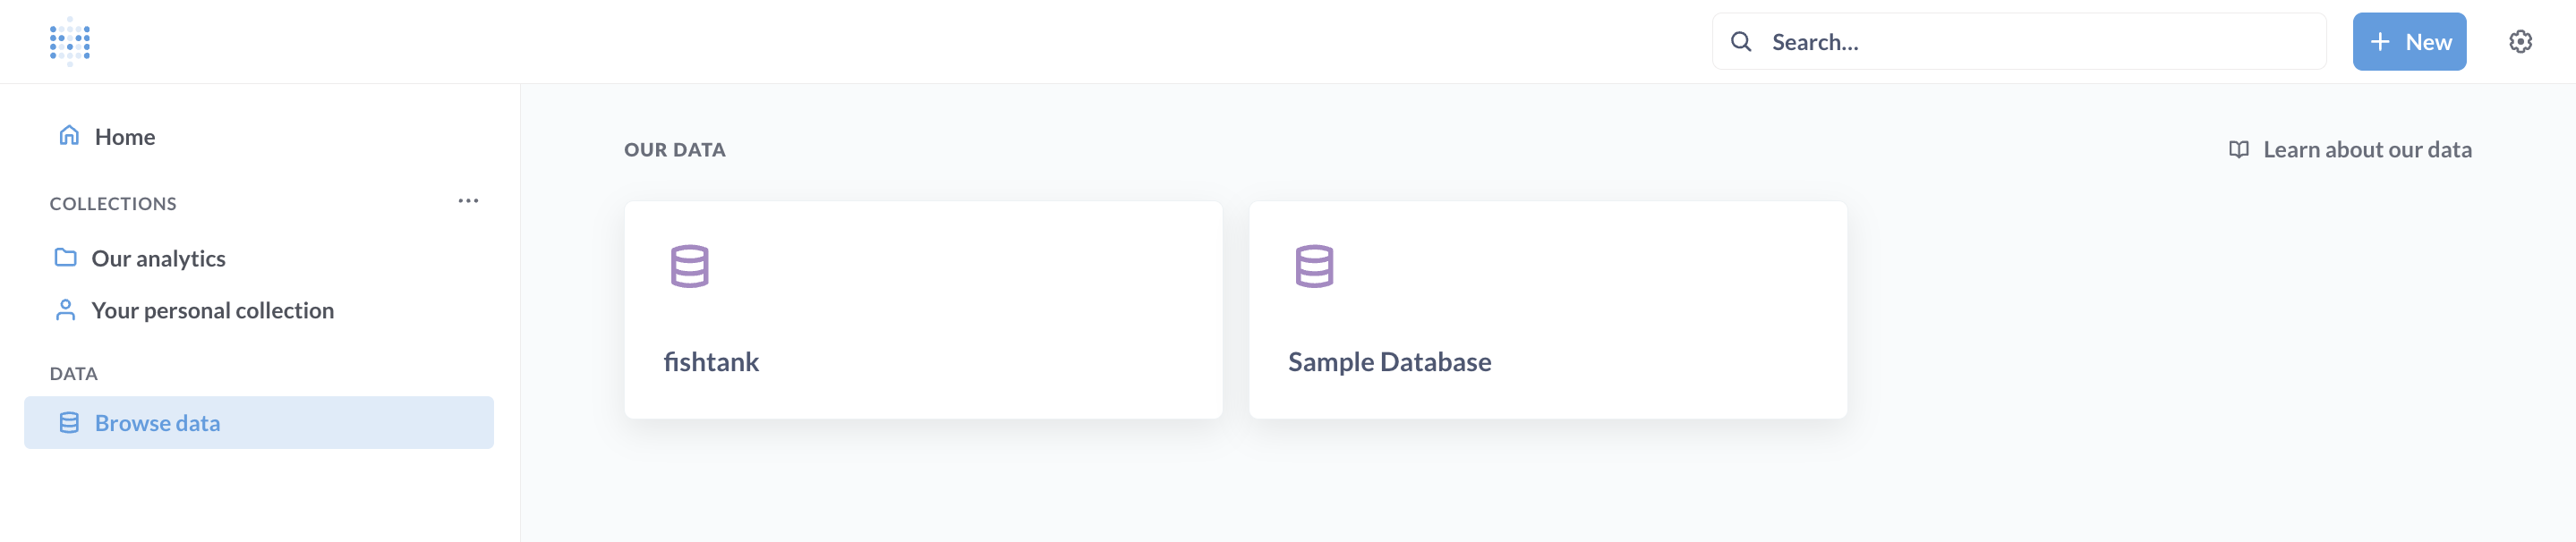 Search...
New
Home
COLLECTIONS
Our analytics
Your personal collection
DATA
Browse data
OUR DATA
Learn about our data
fishtank
Sample Database